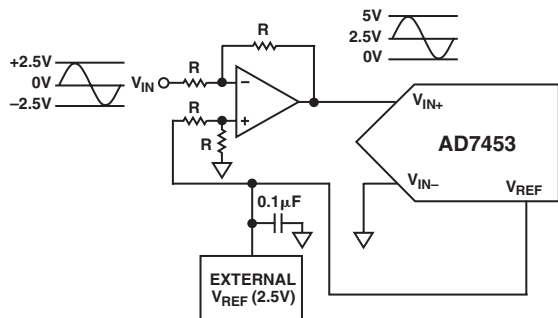 +2.5V
0V
–2.5V
VIN
R
R
R
R
–
+
5V
2.5V
0V
VIN+
AD7453
VIN–
VREF
0.1µF
EXTERNAL
VREF (2.5V)